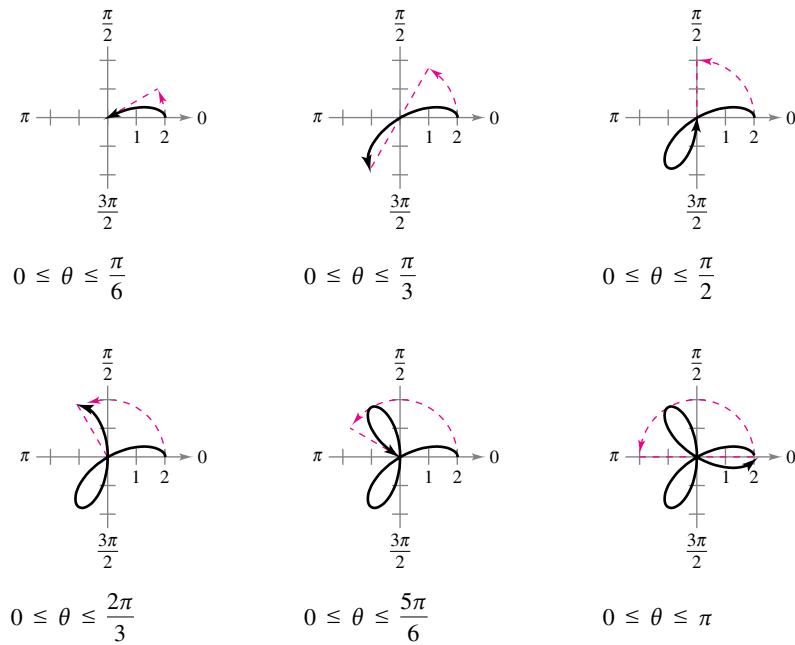 π/2 π/2 π/2
π 0 π 0 π 0
1 2 1 2 1 2
3π/2 3π/2 3π/2
0 ≤ θ ≤ π/6 0 ≤ θ ≤ π/3 0 ≤ θ ≤ π/2
π/2 π/2 π/2
π 0 π 0 π 0
1 2 1 2 1 2
3π/2 3π/2 3π/2
0 ≤ θ ≤ 2π/3 0 ≤ θ ≤ 5π/6 0 ≤ θ ≤ π